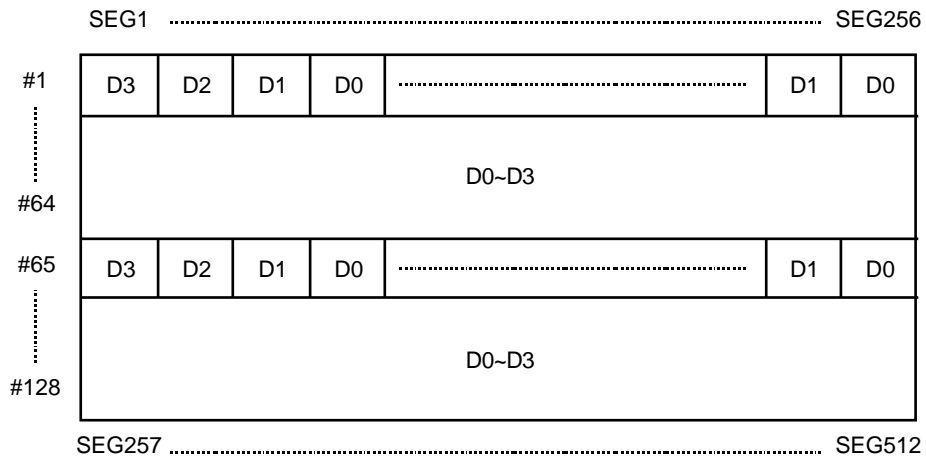 SEG1 SEG256
#1 D3 D2 D1 D0 D1 D0
D0~D3
#64
#65 D3 D2 D1 D0 D1 D0
D0~D3
#128
SEG257 SEG512